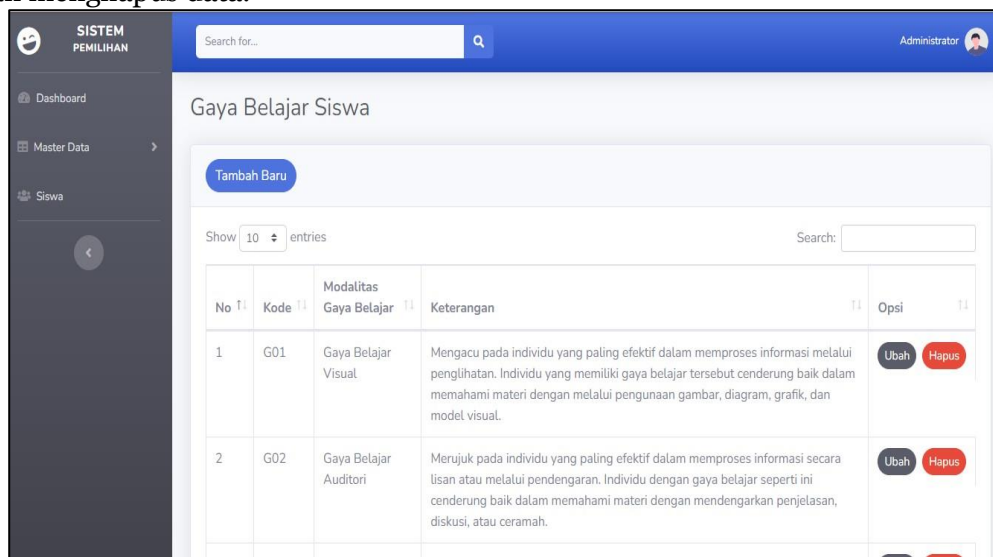 menghapus data.
SISTEM
PEMILIHAN
Search for...
Administrator
Dashboard
Master Data
Siswa
Gaya Belajar Siswa
Tambah Baru
Show 10 entries
Search:
No
Kode
Modalitas
Gaya Belajar
Keterangan
Opsi
1
G01
Gaya Belajar
Visual
Mengacu pada individu yang paling efektif dalam memproses informasi melalui
penglihatan. Individu yang memiliki gaya belajar tersebut cenderung baik dalam
memahami materi dengan melalui pengunaan gambar, diagram, grafik, dan
model visual.
Ubah
Hapus
2
G02
Gaya Belajar
Auditori
Merujuk pada individu yang paling efektif dalam memproses informasi secara
lisan atau melalui pendengaran. Individu dengan gaya belajar seperti ini
cenderung baik dalam memahami materi dengan mendengarkan penjelasan,
diskusi, atau ceramah.
Ubah
Hapus